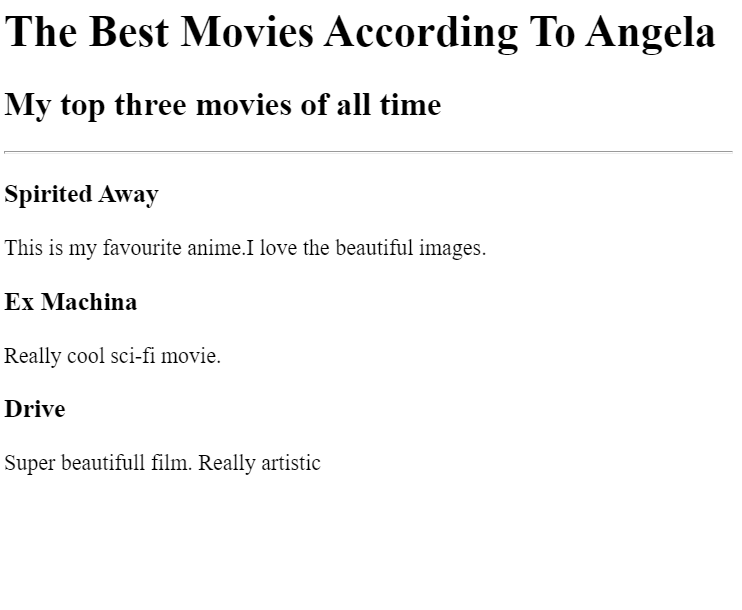 The Best Movies According To Angela
My top three movies of all time
Spirited Away
This is my favourite anime.I love the beautiful images.
Ex Machina
Really cool sci-fi movie.
Drive
Super beautifull film. Really artistic